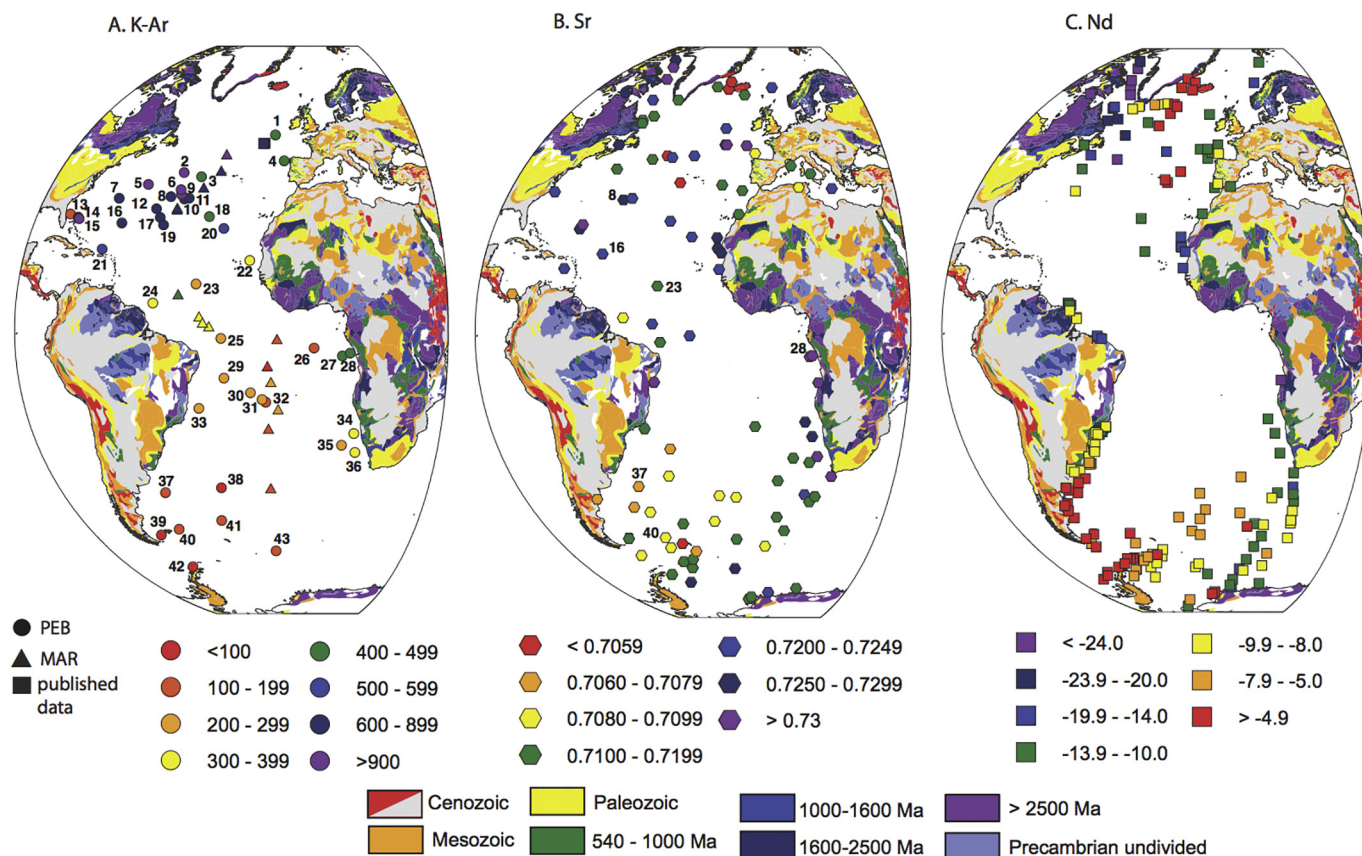 A. K-Ar
B. Sr
C. Nd
1
2
3
4
5
6
7
8
9
10
11
12
13
14
15
16
17
18
19
20
21
22
23
24
25
26
27
28
29
30
31
32
33
34
35
36
37
38
39
40
41
42
43
8
16
23
28
37
40
PEB
MAR
published data
<100
100 - 199
200 - 299
300 - 399
400 - 499
500 - 599
600 - 899
>900
< 0.7059
0.7060 - 0.7079
0.7080 - 0.7099
0.7100 - 0.7199
0.7200 - 0.7249
0.7250 - 0.7299
> 0.73
< -24.0
-23.9 - -20.0
-19.9 - -14.0
-13.9 - -10.0
-9.9 - -8.0
-7.9 - -5.0
> -4.9
Cenozoic
Mesozoic
Paleozoic
540 - 1000 Ma
1000-1600 Ma
1600-2500 Ma
> 2500 Ma
Precambrian undivided